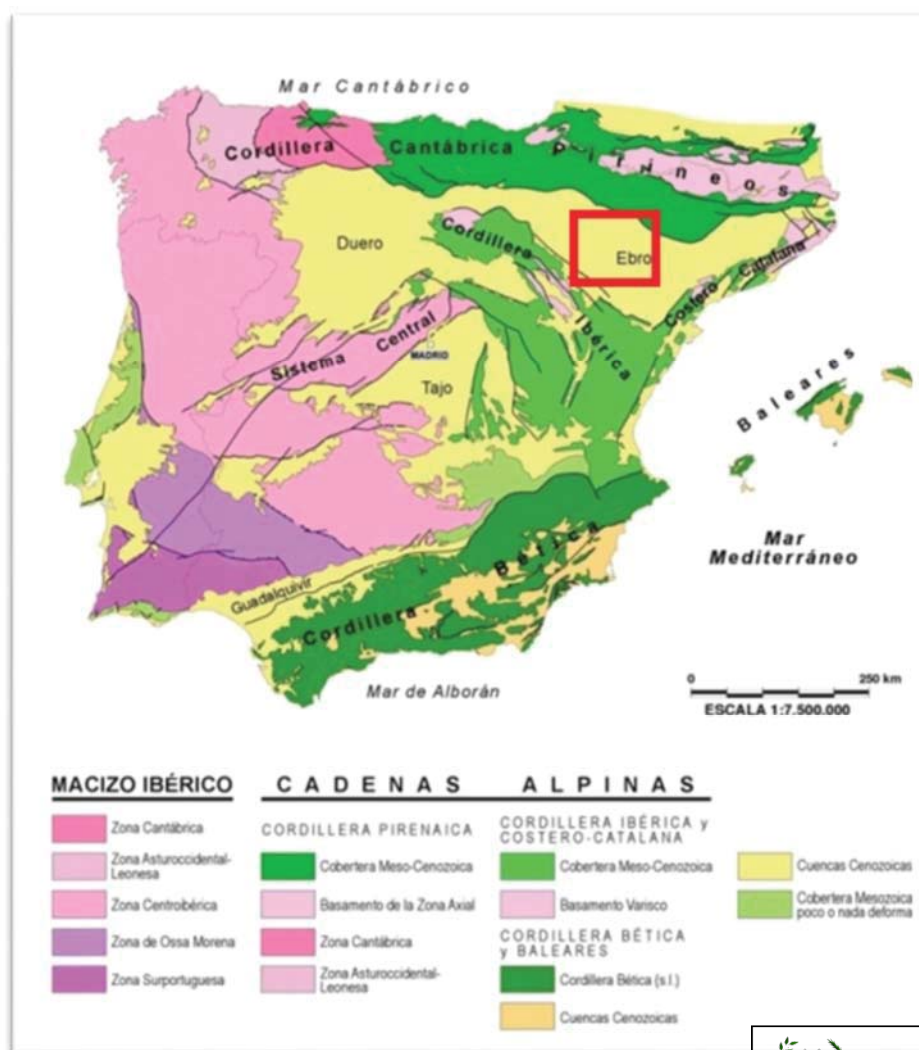 Mar Cantábrico
Cordillera Cantábrica Pirineos
Duero
Cordillera Ibérica
Ebro
Costero Catalana
Sistema Central
MADRID
Tajo
Baleares
Mar
Mediterráneo
Guadalquivir
Cordillera Bética
Mar de Alborán
0 250 km
ESCALA 1:7.500.000
MACIZO IBÉRICO
Zona Cantábrica
Zona Asturoccidental-
Leonesa
Zona Centroibérica
Zona de Ossa Morena
Zona Surportuguesa
CADENAS ALPINAS
CORDILLERA PIRENAICA
Cobertera Meso-Cenozoica
Basamento de la Zona Axial
Zona Cantábrica
Zona Asturoccidental-
Leonesa
CORDILLERA IBÉRICA y
COSTERO-CATALANA
Cobertera Meso-Cenozoica
Basamento Varisco
CORDILLERA BÉTICA
y BALEARES
Cordillera Bética (s.l.)
Cuencas Cenozoicas
Cuencas Cenozoicas
Cobertera Mesozoica
poco o nada deforma